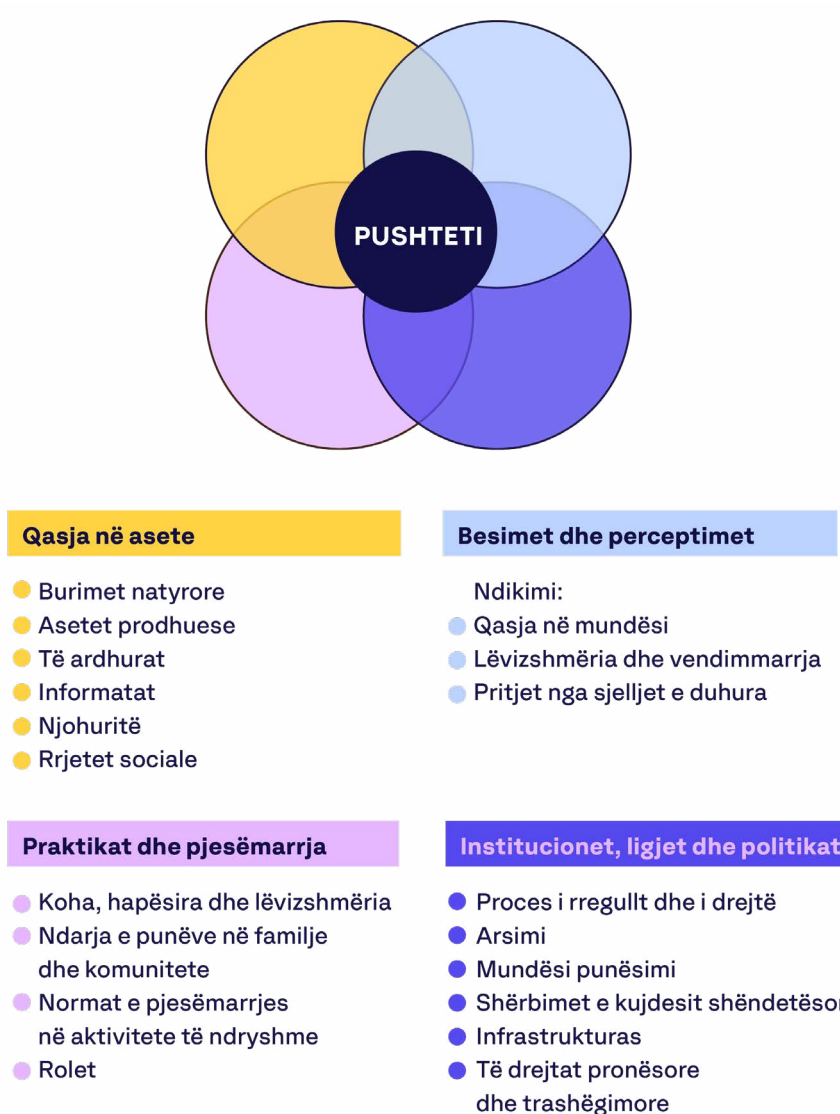 PUSHTETI
Qasja në asete
Burimet natyrore
Asetet prodhuese
Të ardhurat
Informatat
Njohuritë
Rrjetet sociale
Besimet dhe perceptimet
Ndikimi:
Qasja në mundësi
Lëvizshmëria dhe vendimmarrja
Pritjet nga sjelljet e duhura
Praktikat dhe pjesëmarrja
Koha, hapësira dhe lëvizshmëria
Ndarja e punëve në familje
dhe komunitete
Normat e pjesëmarrjes
në aktivitete të ndryshme
Rolet
Institucionet, ligjet dhe politikat
Proces i rregullt dhe i drejtë
Arsimi
Mundësi punësimi
Shërbimet e kujdesit
Infrastrukturas
Të drejtat pronësore
dhe trashëgimore